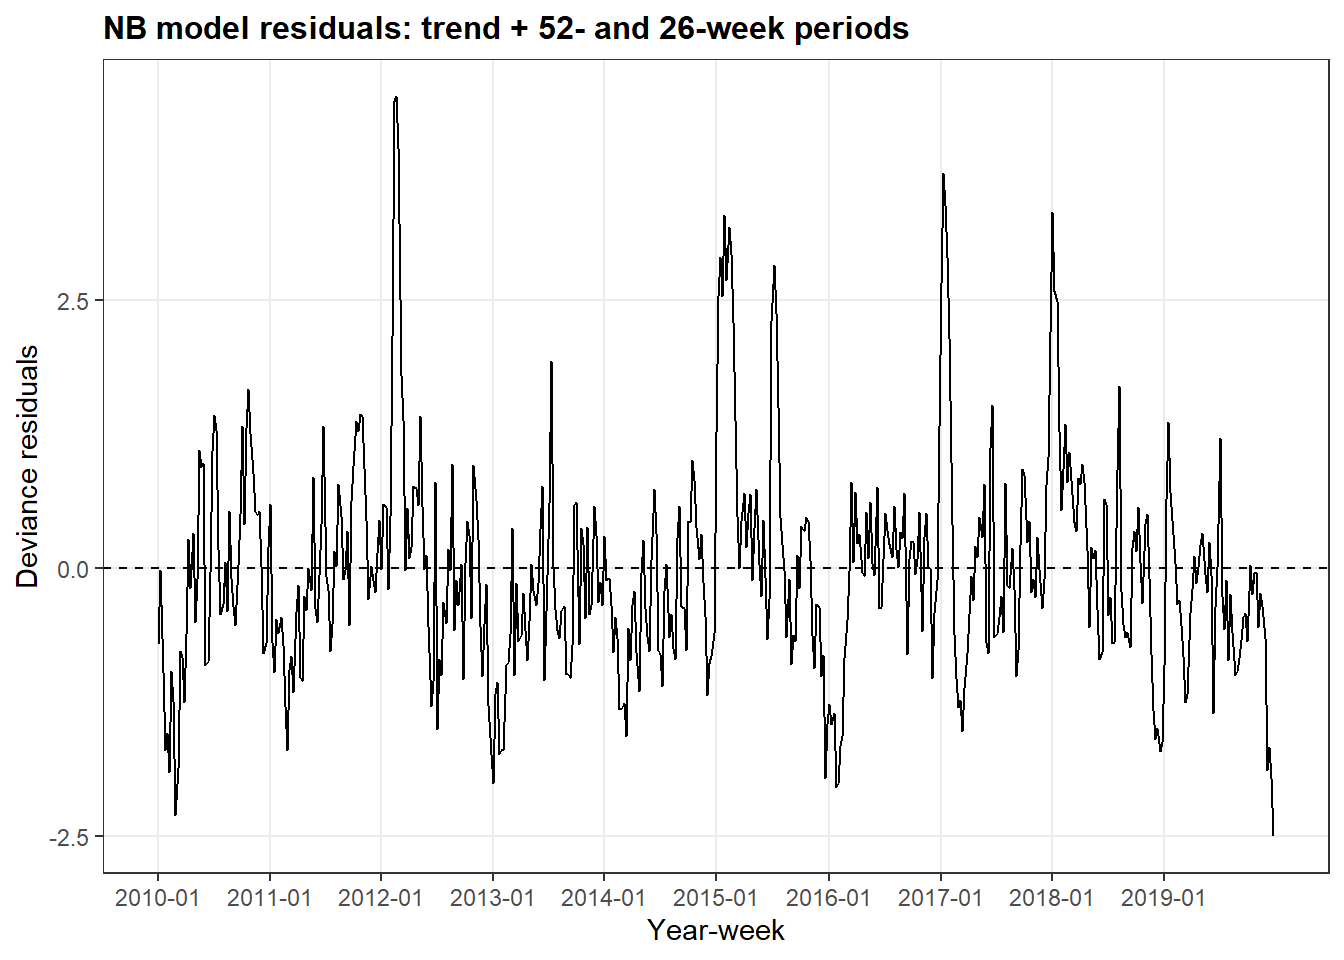 NB model residuals: trend + 52- and 26-week periods
Deviance residuals
2.5
0.0
-2.5
2010-01 2011-01 2012-01 2013-01 2014-01 2015-01 2016-01 2017-01 2018-01 2019-01
Year-week